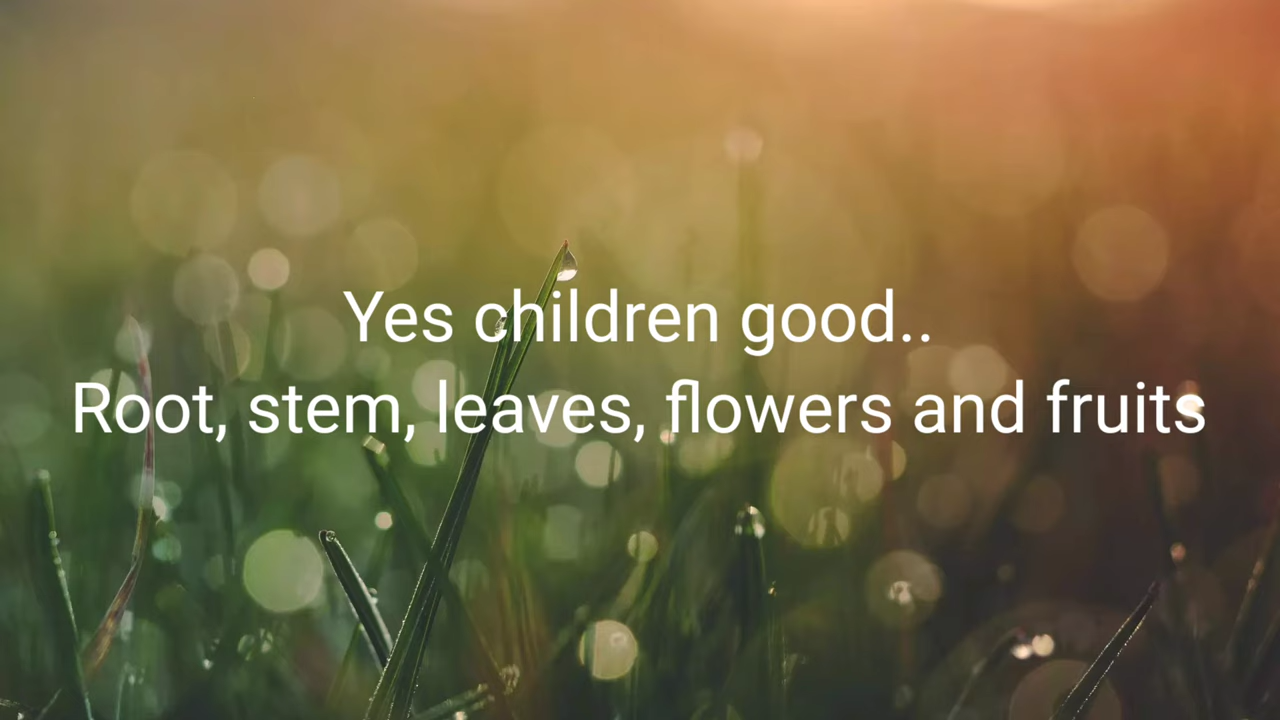 Yes children good..
Root, stem, leaves, flowers and fruits